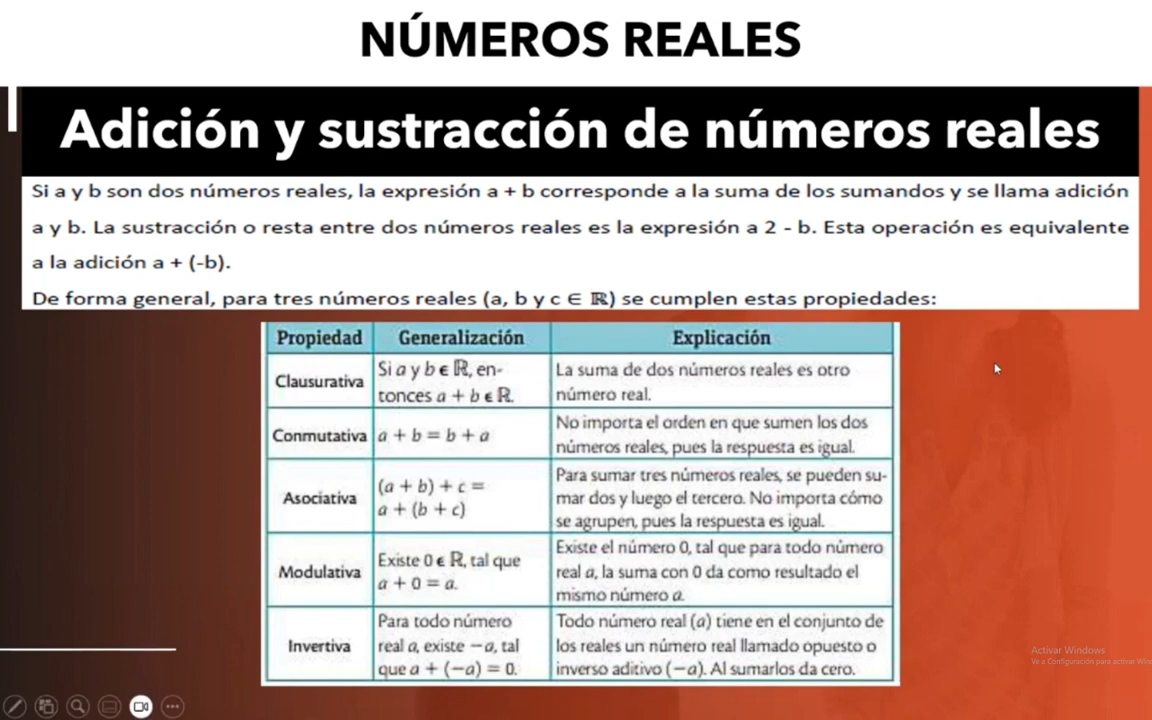 NÚMEROS REALES
Adición y sustracción de números reales
Si a y b son dos números reales, la expresión a + b corresponde a la suma de los sumandos y se llama adición
a y b. La sustracción o resta entre dos números reales es la expresión a 2 - b. Esta operación es equivalente
a la adición a + (-b).
De forma general, para tres números reales (a, b y c ∈ ℝ) se cumplen estas propiedades:
Propiedad Generalización Explicación
Clausurativa
Si a y b ∈ ℝ, en-
tonces a + b ∈ ℝ.
La suma de dos números reales es otro
número real.
Conmutativa
a + b = b + a
No importa el orden en que sumen los dos
números reales, pues la respuesta es igual.
Asociativa
(a + b) + c =
a + (b + c)
Para sumar tres números reales, se pueden su-
mar dos y luego el tercero. No importa cómo
se agrupen, pues la respuesta es igual.
Modulativa
Existe 0 ∈ ℝ, tal que
a + 0 = a.
Existe el número 0, tal que para todo número
real a, la suma con 0 da como resultado el
mismo número a.
Invertiva
Para todo número
real a, existe −a, tal
que a + (−a) = 0.
Todo número real (a) tiene en el conjunto de
los reales un número real llamado opuesto o
inverso aditivo (−a). Al sumarlos da cero.
Activar Windows
Ve a Configuración para activar Win